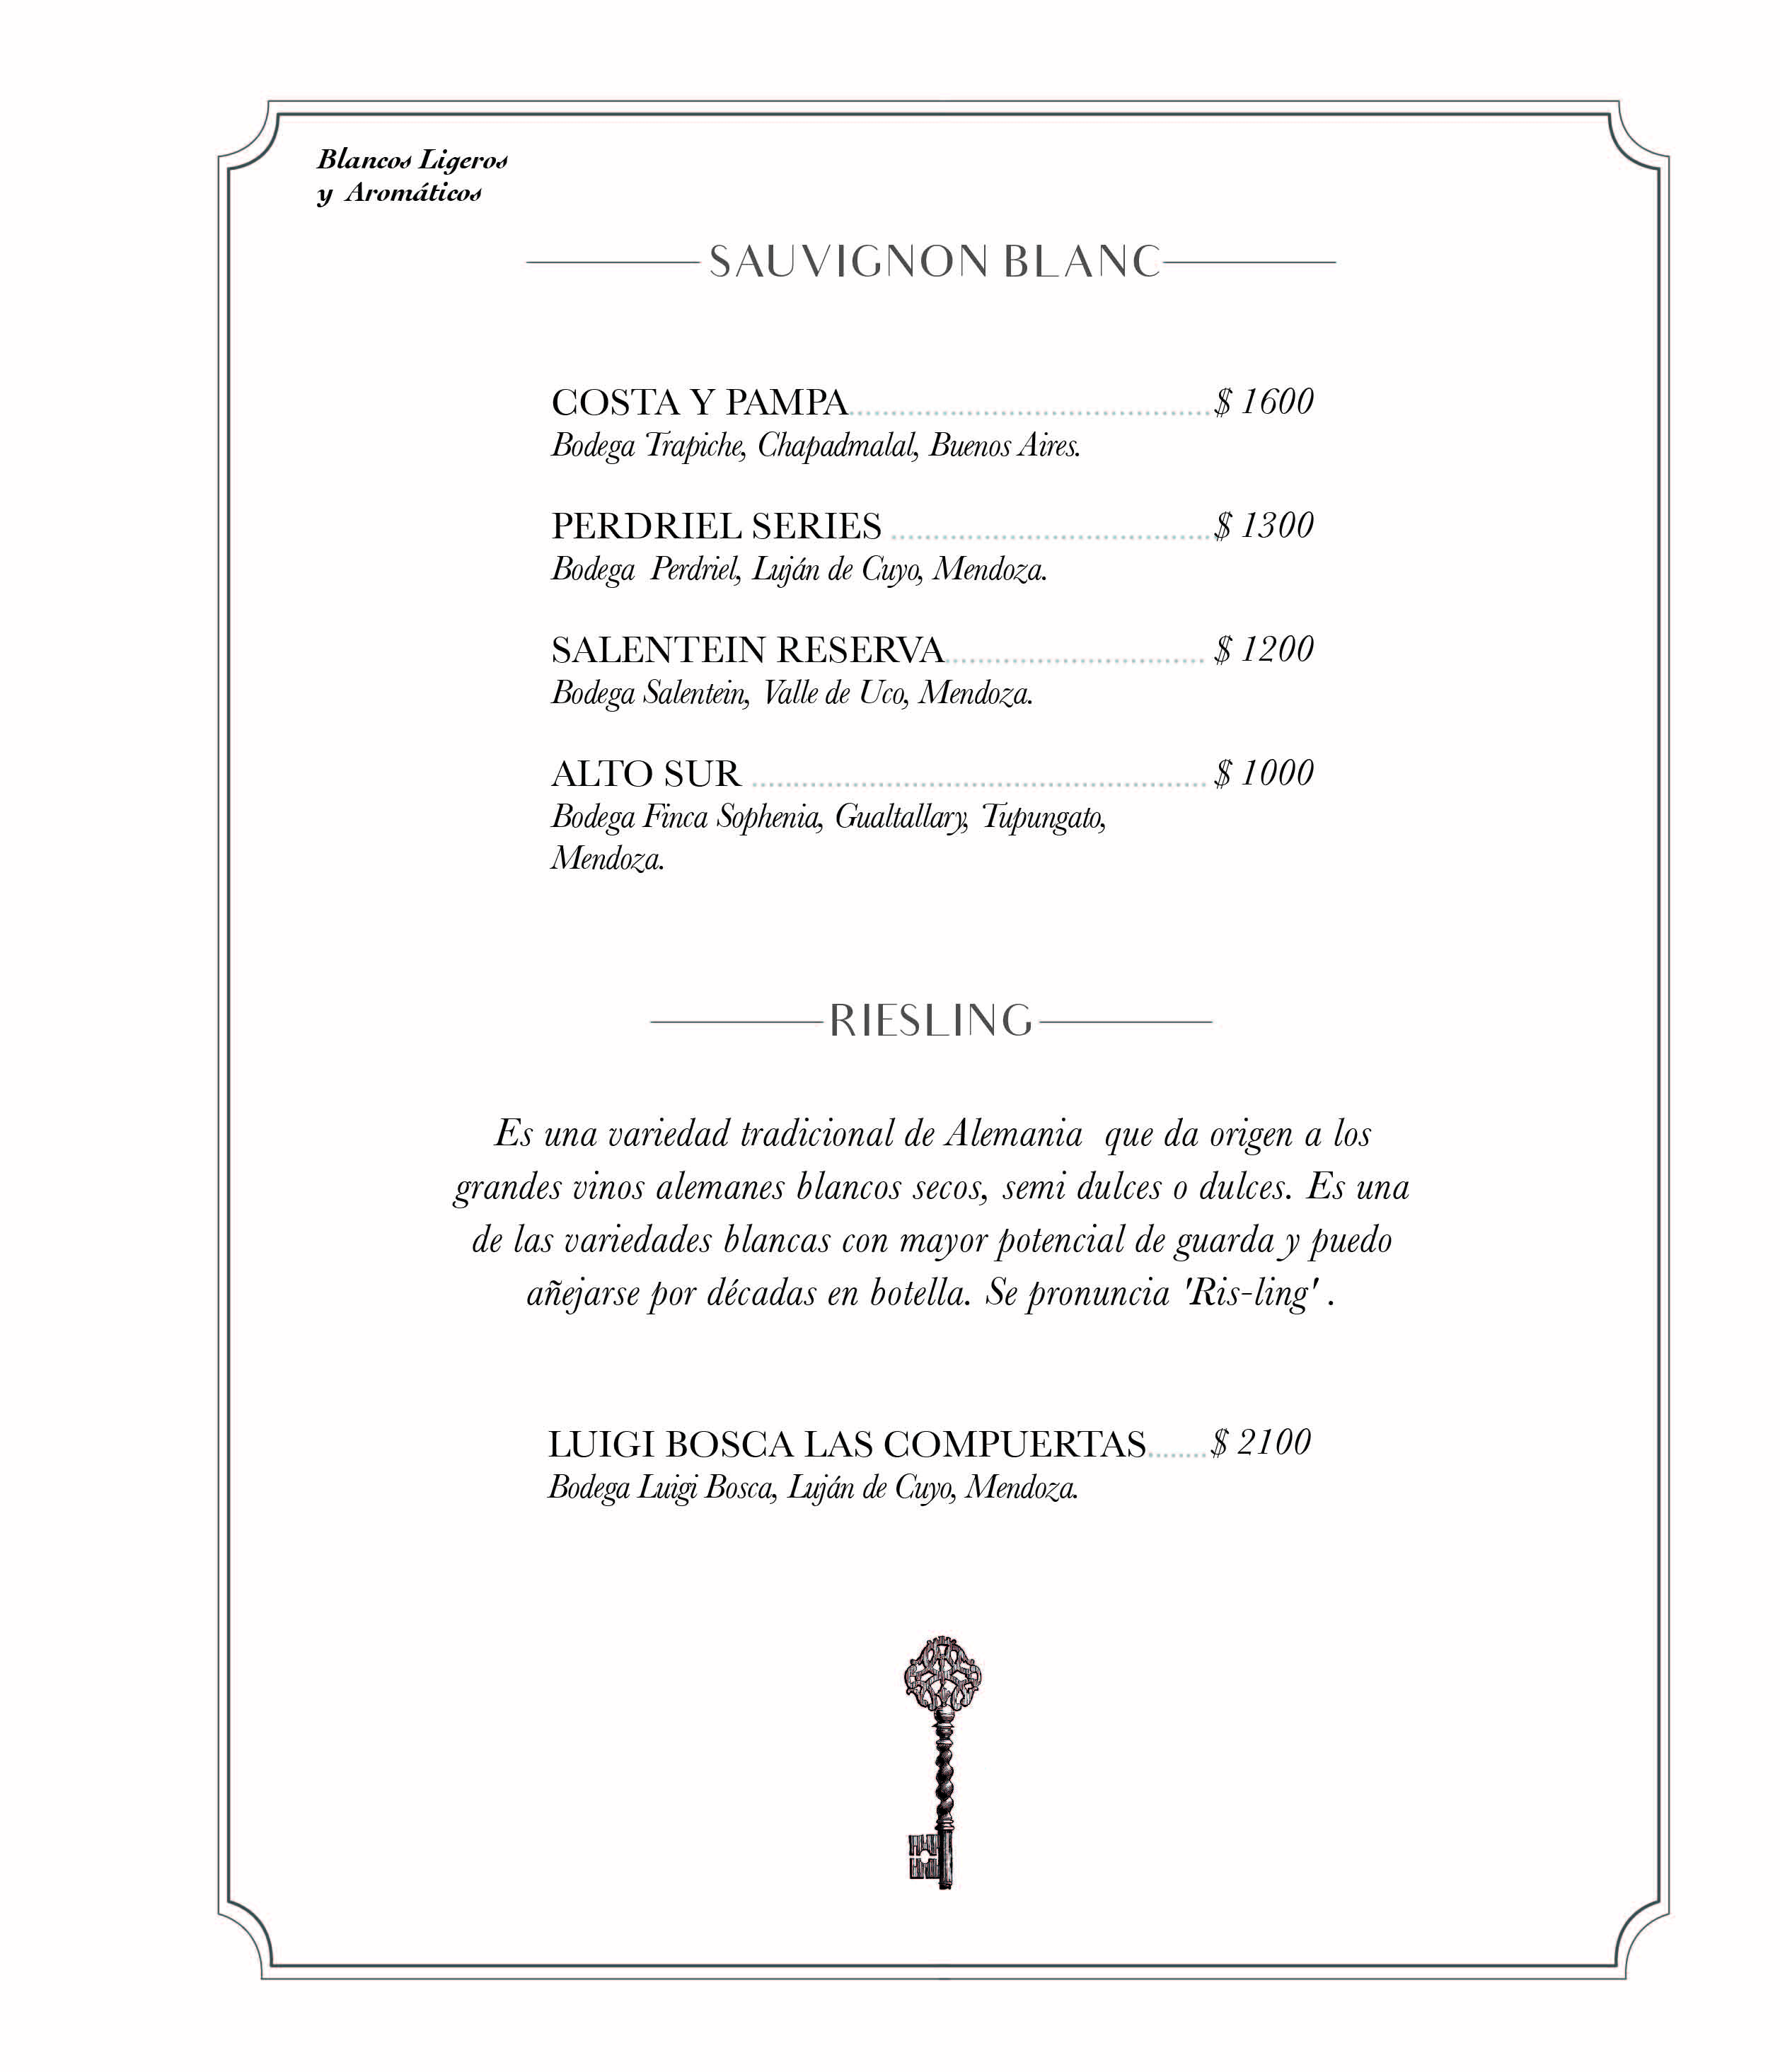 Blancos Ligeros
y Aromáticos
SAUVIGNON BLANC
COSTA Y PAMPA........................................... $ 1600
Bodega Trapiche, Chapadmalal, Buenos Aires.
PERDRIEL SERIES ...................................... $ 1300
Bodega Perdriel, Luján de Cuyo, Mendoza.
SALENTEIN RESERVA............................... $ 1200
Bodega Salentein, Valle de Uco, Mendoza.
ALTO SUR ...................................................... $ 1000
Bodega Finca Sophenia, Gualtallary, Tupungato,
Mendoza.
RIESLING
Es una variedad tradicional de Alemania que da origen a los
grandes vinos alemanes blancos secos, semi dulces o dulces. Es una
de las variedades blancas con mayor potencial de guarda y puedo
añejarse por décadas en botella. Se pronuncia 'Ris-ling' .
LUIGI BOSCA LAS COMPUERTAS....... $ 2100
Bodega Luigi Bosca, Luján de Cuyo, Mendoza.